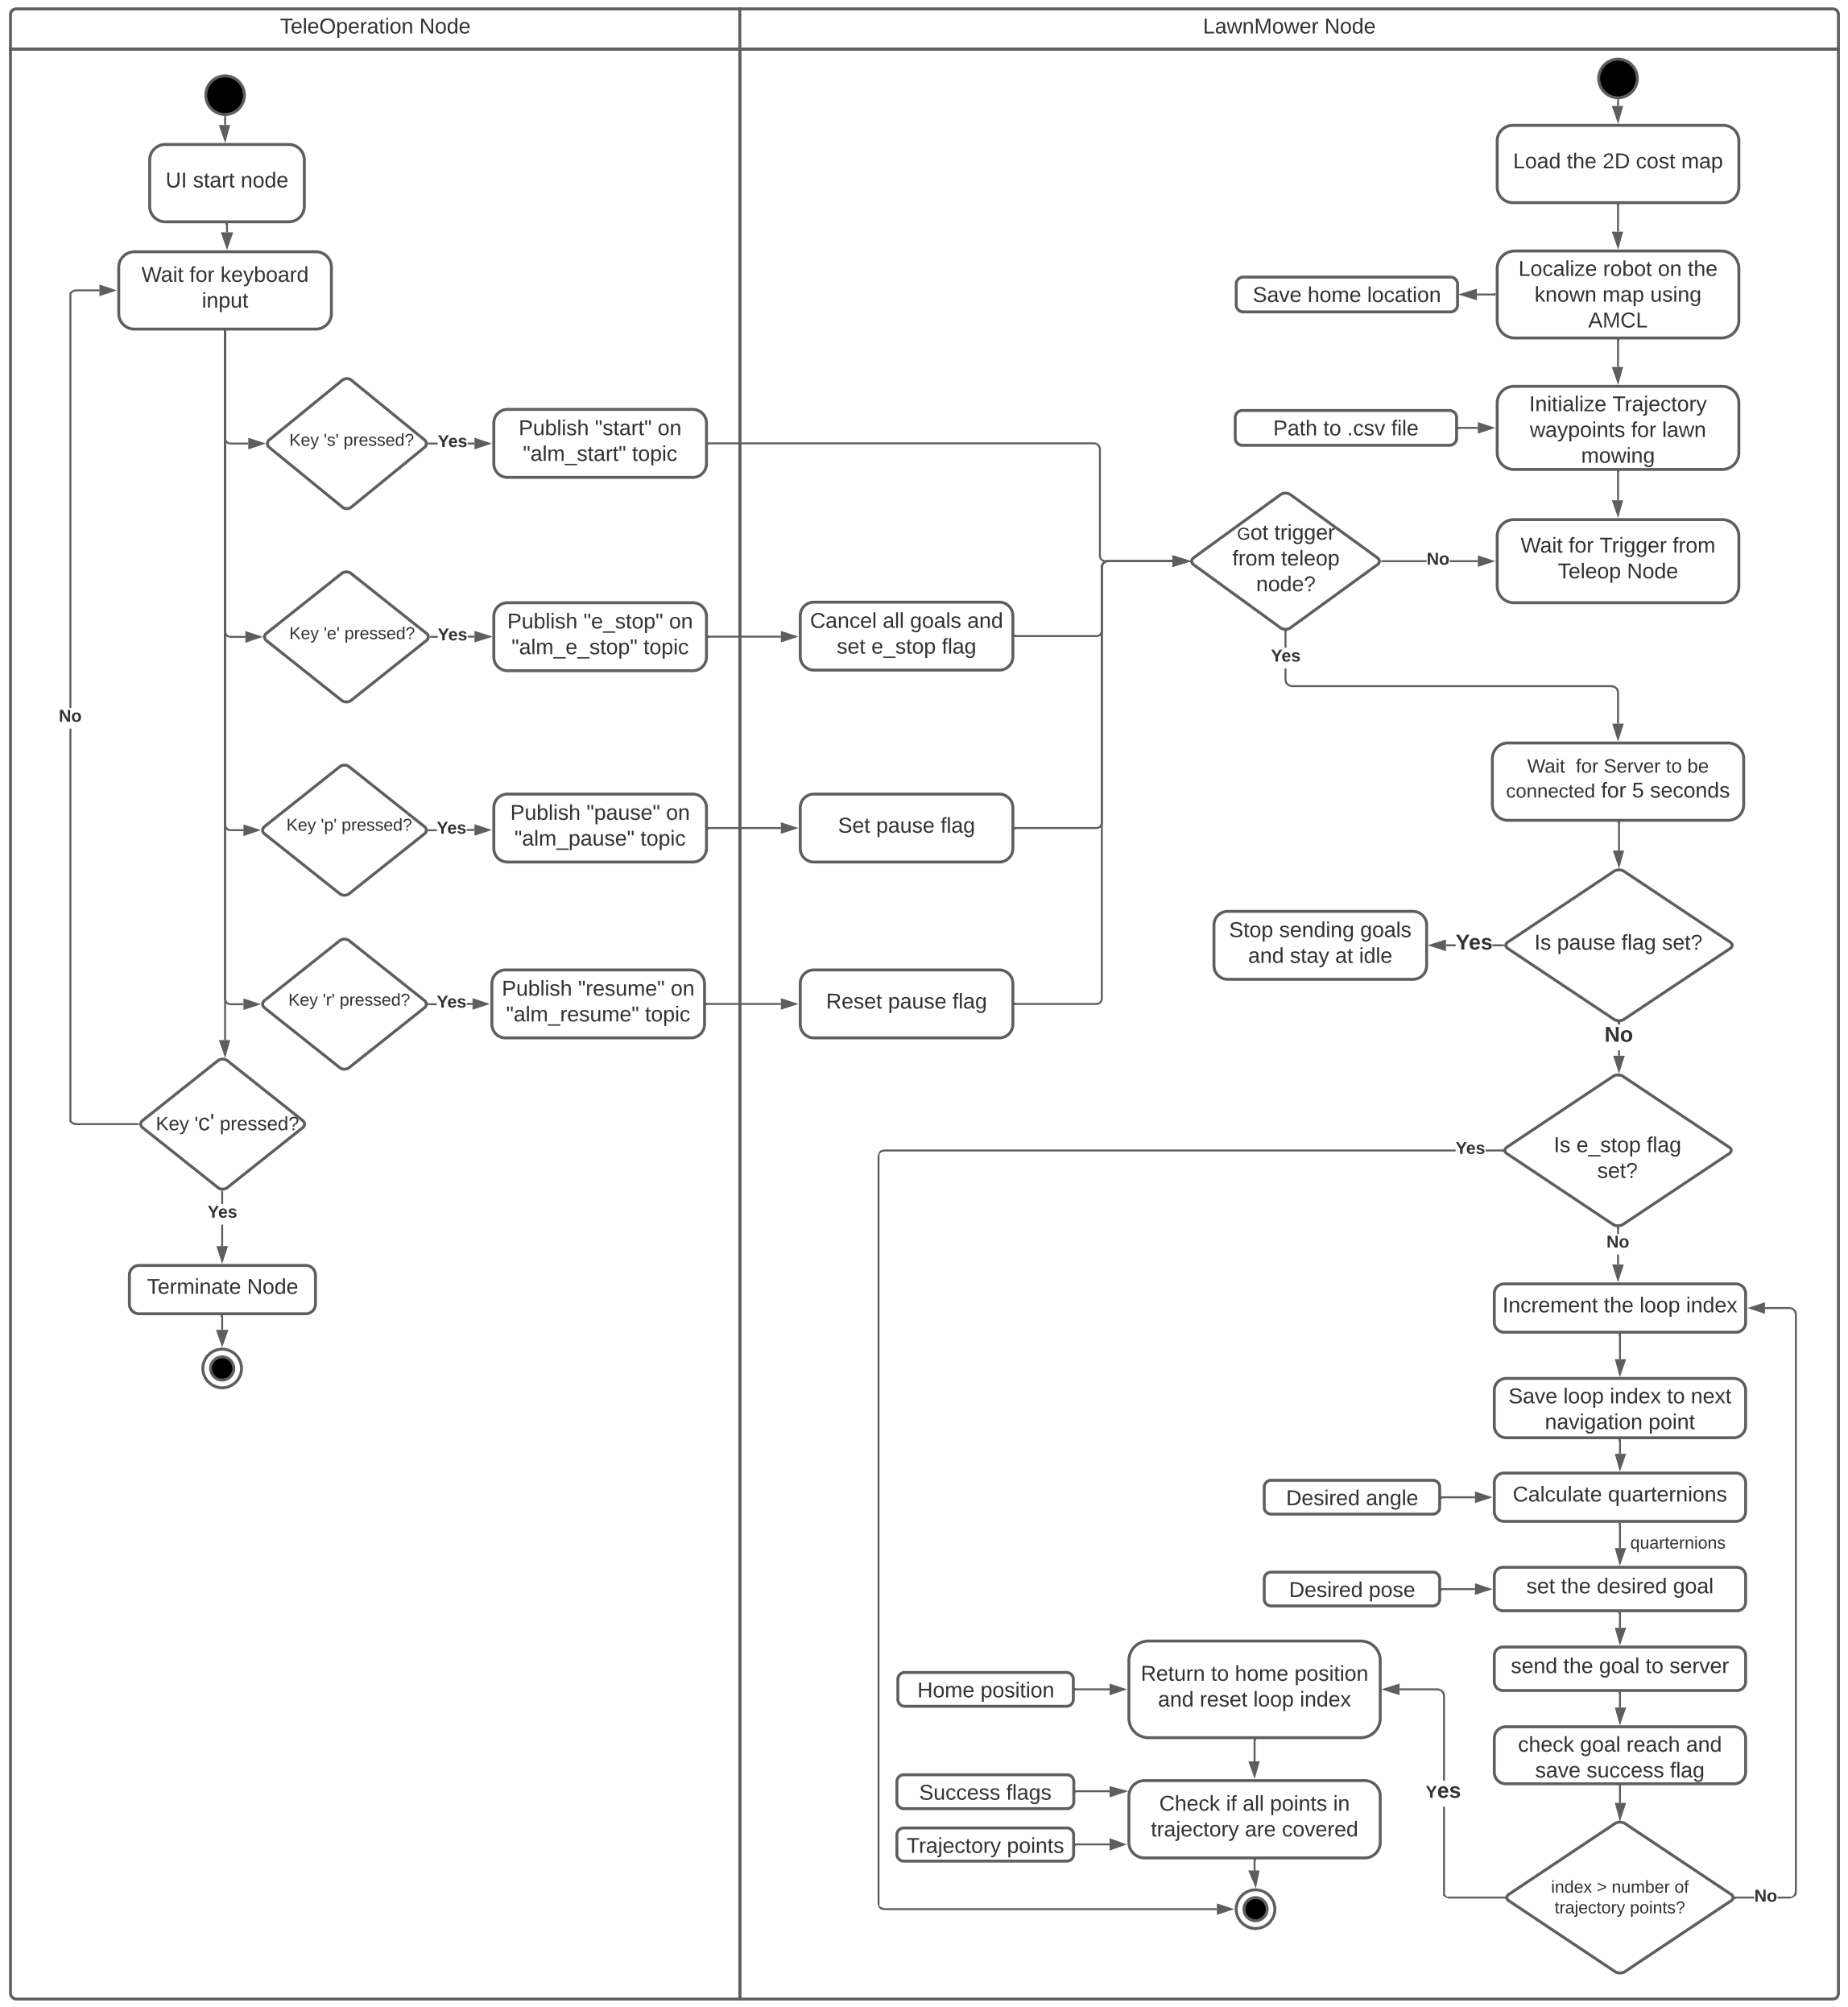 TeleOperation Node
LawnMower Node
UI start node
Wait for keyboard
input
Key 's' pressed?
Yes
Publish "start" on
"alm_start" topic
Key 'e' pressed?
Yes
Publish "e_stop" on
"alm_e_stop" topic
No
Key 'p' pressed?
Yes
Publish "pause" on
"alm_pause" topic
Key 'r' pressed?
Yes
Publish "resume" on
"alm_resume" topic
Key 'c' pressed?
Yes
Terminate Node
Cancel all goals and
set e_stop flag
Set pause flag
Reset pause flag
Load the 2D cost map
Localize robot on the
known map using
AMCL
Save home location
Initialize Trajectory
waypoints for lawn
mowing
Path to .csv file
Got trigger
from teleop
node?
No
Wait for Trigger from
Teleop Node
Yes
Wait  for Server to be
connected for 5 seconds
Is pause flag set?
Yes
Stop sending goals
and stay at idle
No
Is e_stop flag
set?
Yes
No
Increment the loop index
Save loop index to next
navigation point
Desired angle
Calculate quarternions
quarternions
Desired pose
set the desired goal
send the goal to server
check goal reach and
save success flag
index > number of
trajectory points?
No
Yes
Home position
Return to home position
and reset loop index
Success flags
Trajectory points
Check if all points in
trajectory are covered